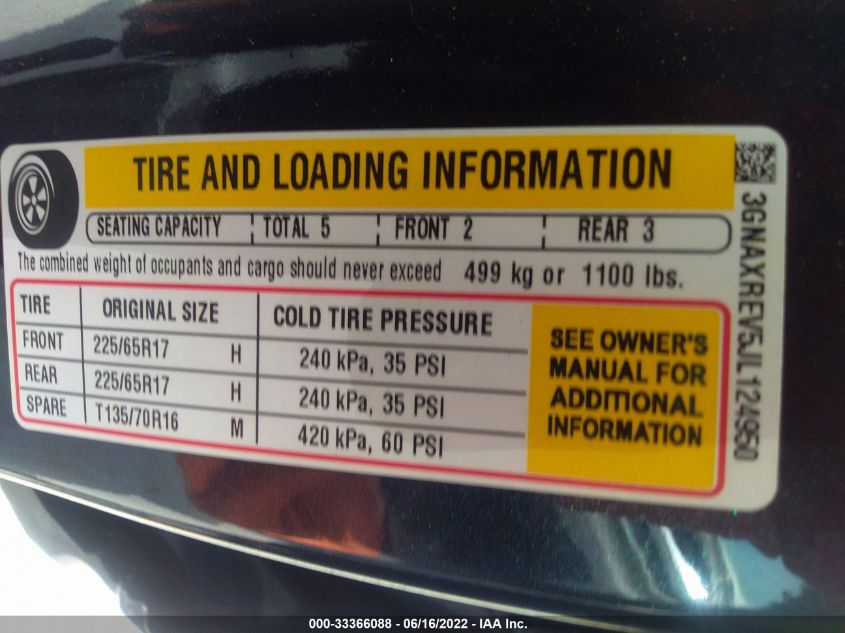 TIRE AND LOADING INFORMATION
SEATING CAPACITY TOTAL 5 FRONT 2 REAR 3
The combined weight of occupants and cargo should never exceed 499 kg or 1100 lbs.
TIRE ORIGINAL SIZE COLD TIRE PRESSURE
FRONT 225/65R17 H 240 kPa, 35 PSI
REAR 225/65R17 H 240 kPa, 35 PSI
SPARE T135/70R16 M 420 kPa, 60 PSI
SEE OWNER'S
MANUAL FOR
ADDITIONAL
INFORMATION
3GNAXREV5JL124950
000-33366088 - 06/16/2022 - IAA Inc.